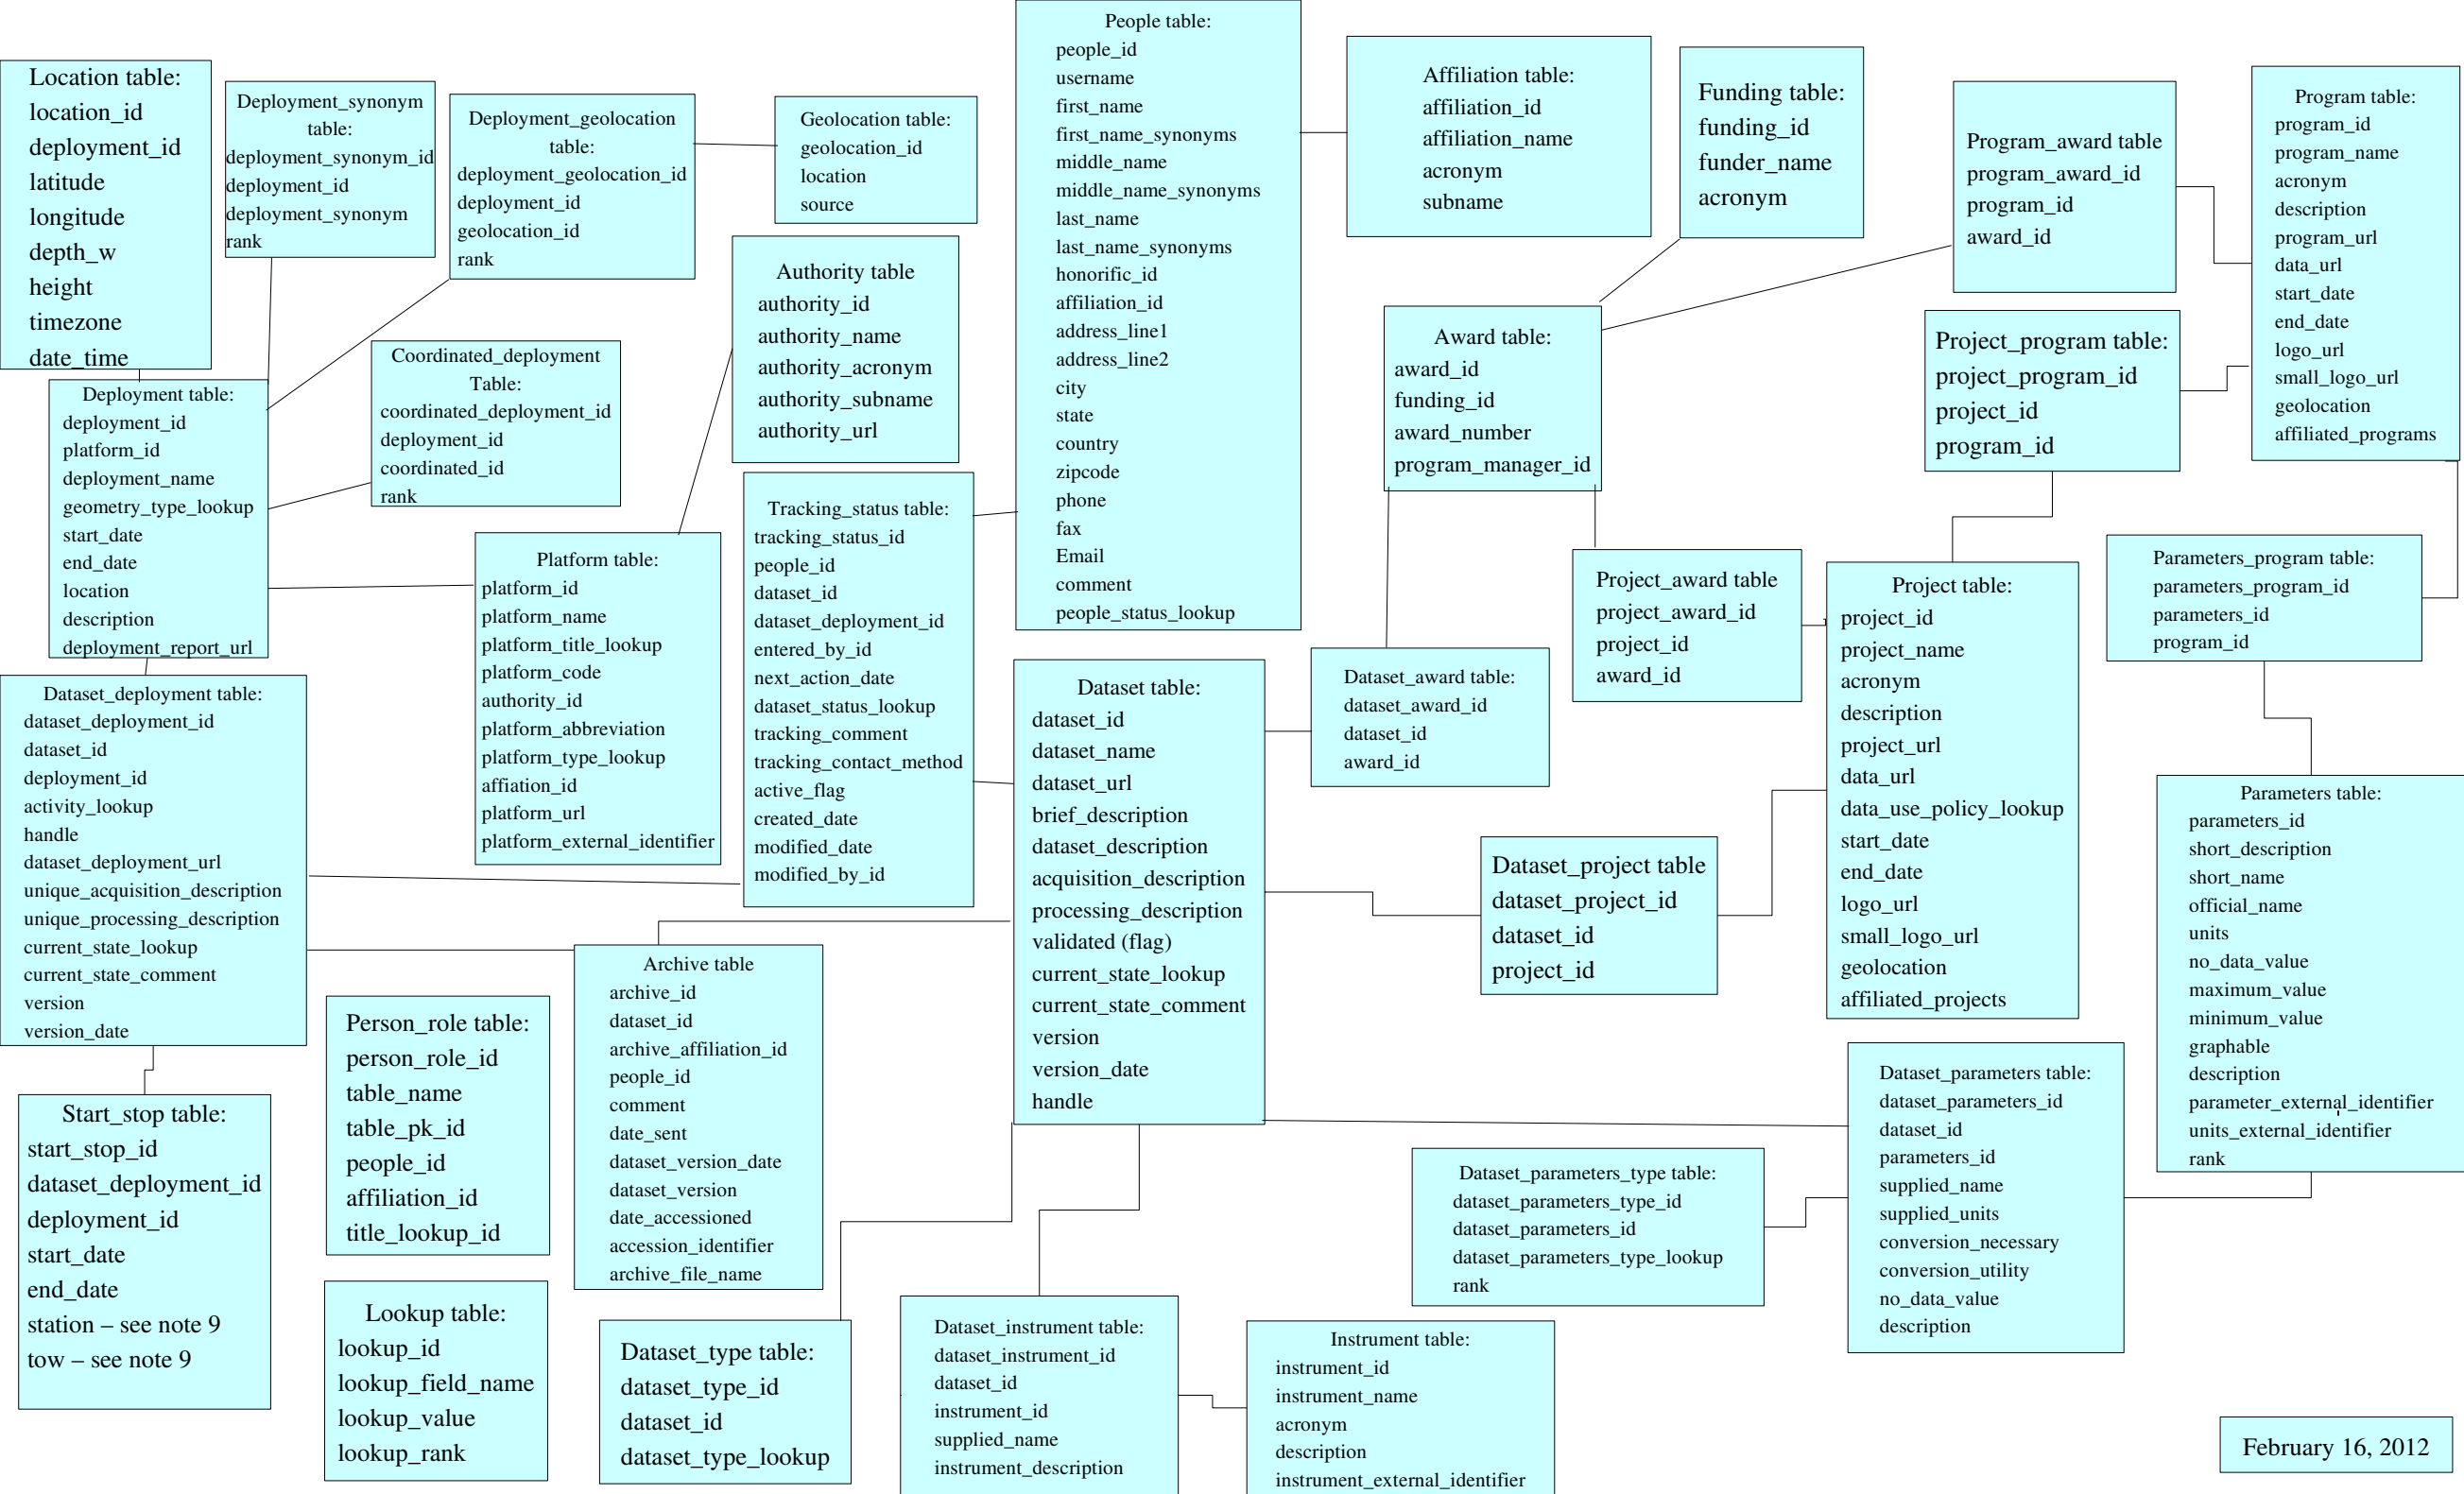 Location table:
location_id
deployment_id
latitude
longitude
depth_w
height
timezone
date_time
Deployment_synonym
table:
deployment_synonym_id
deployment_id
deployment_synonym
rank
Deployment_geolocation
table:
deployment_geolocation_id
deployment_id
geolocation_id
rank
Geolocation table:
geolocation_id
location
source
People table:
people_id
username
first_name
first_name_synonyms
middle_name
middle_name_synonyms
last_name
last_name_synonyms
honorific_id
affiliation_id
address_line1
address_line2
city
state
country
zipcode
phone
fax
Email
comment
people_status_lookup
Affiliation table:
affiliation_id
affiliation_name
acronym
subname
Funding table:
funding_id
funder_name
acronym
Program_award table
program_award_id
program_id
award_id
Program table:
program_id
program_name
acronym
description
program_url
data_url
start_date
end_date
logo_url
small_logo_url
geolocation
affiliated_programs
Authority table
authority_id
authority_name
authority_acronym
authority_subname
authority_url
Award table:
award_id
funding_id
award_number
program_manager_id
Project_program table:
project_program_id
project_id
program_id
Deployment table:
deployment_id
platform_id
deployment_name
geometry_type_lookup
start_date
end_date
location
description
deployment_report_url
Coordinated_deployment
Table:
coordinated_deployment_id
deployment_id
coordinated_id
rank
Platform table:
platform_id
platform_name
platform_title_lookup
platform_code
authority_id
platform_abbreviation
platform_type_lookup
affiation_id
platform_url
platform_external_identifier
Tracking_status table:
tracking_status_id
people_id
dataset_id
dataset_deployment_id
entered_by_id
next_action_date
dataset_status_lookup
tracking_comment
tracking_contact_method
active_flag
created_date
modified_date
modified_by_id
Project_award table
project_award_id
project_id
award_id
Project table:
project_id
project_name
acronym
description
project_url
data_url
data_use_policy_lookup
start_date
end_date
logo_url
small_logo_url
geolocation
affiliated_projects
Parameters_program table:
parameters_program_id
parameters_id
program_id
Dataset_deployment table:
dataset_deployment_id
dataset_id
deployment_id
activity_lookup
handle
dataset_deployment_url
unique_acquisition_description
unique_processing_description
current_state_lookup
current_state_comment
version
version_date
Dataset table:
dataset_id
dataset_name
dataset_url
brief_description
dataset_description
acquisition_description
processing_description
validated (flag)
current_state_lookup
current_state_comment
version
version_date
handle
Dataset_award table:
dataset_award_id
dataset_id
award_id
Dataset_project table
dataset_project_id
dataset_id
project_id
Parameters table:
parameters_id
short_description
short_name
official_name
units
no_data_value
maximum_value
minimum_value
graphable
description
parameter_external_identifier
units_external_identifier
rank
Archive table
archive_id
dataset_id
archive_affiliation_id
people_id
comment
date_sent
dataset_version_date
dataset_version
date_accessioned
accession_identifier
archive_file_name
Person_role table:
person_role_id
table_name
table_pk_id
people_id
affiliation_id
title_lookup_id
Start_stop table:
start_stop_id
dataset_deployment_id
deployment_id
start_date
end_date
station – see note 9
tow – see note 9
Lookup table:
lookup_id
lookup_field_name
lookup_value
lookup_rank
Dataset_type table:
dataset_type_id
dataset_id
dataset_type_lookup
Dataset_instrument table:
dataset_instrument_id
dataset_id
instrument_id
supplied_name
instrument_description
Instrument table:
instrument_id
instrument_name
acronym
description
instrument_external_identifier
Dataset_parameters_type table:
dataset_parameters_type_id
dataset_parameters_id
dataset_parameters_type_lookup
rank
Dataset_parameters table:
dataset_parameters_id
dataset_id
parameters_id
supplied_name
supplied_units
conversion_necessary
conversion_utility
no_data_value
description
February 16, 2012